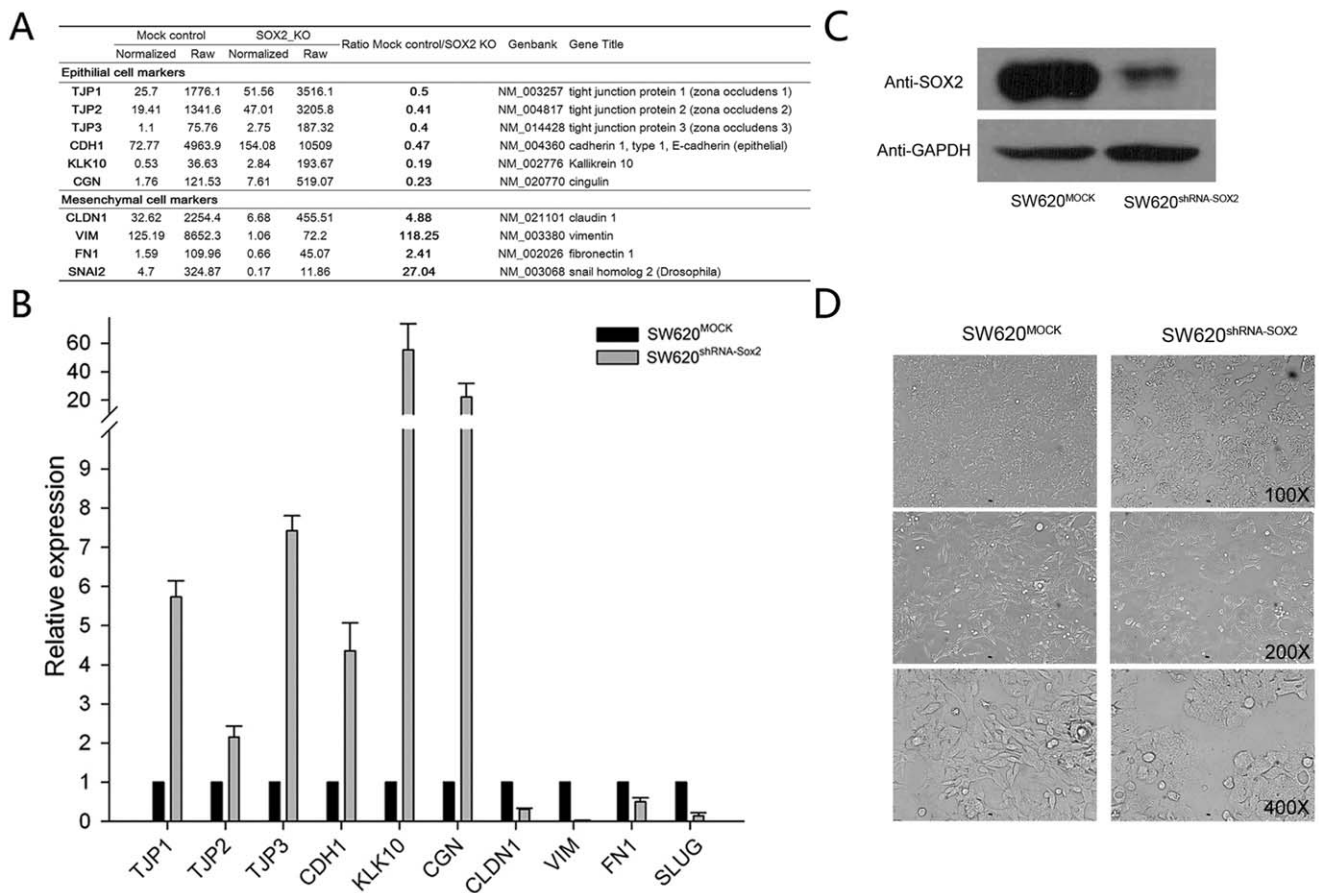 A
Mock control SOX2_KO Ratio Mock control/SOX2 KO Genbank Gene Title
Normalized Raw Normalized Raw
Epithilial cell markers
TJP1 25.7 1776.1 51.56 3516.1 0.5 NM_003257 tight junction protein 1 (zona occludens 1)
TJP2 19.41 1341.6 47.01 3205.8 0.41 NM_004817 tight junction protein 2 (zona occludens 2)
TJP3 1.1 75.76 2.75 187.32 0.4 NM_014428 tight junction protein 3 (zona occludens 3)
CDH1 72.77 4963.9 154.08 10509 0.47 NM_004360 cadherin 1, type 1, E-cadherin (epithelial)
KLK10 0.53 36.63 2.84 193.67 0.19 NM_002776 Kallikrein 10
CGN 1.76 121.53 7.61 519.07 0.23 NM_020770 cingulin
Mesenchymal cell markers
CLDN1 32.62 2254.4 6.68 455.51 4.88 NM_021101 claudin 1
VIM 125.19 8652.3 1.06 72.2 118.25 NM_003380 vimentin
FN1 1.59 109.96 0.66 45.07 2.41 NM_002026 fibronectin 1
SNAI2 4.7 324.87 0.17 11.86 27.04 NM_003068 snail homolog 2 (Drosophila)
B
SW620MOCK
SW620shRNA-Sox2
Relative expression
60
40
20
9
8
7
6
5
4
3
2
1
0
TJP1 TJP2 TJP3 CDH1 KLK10 CGN CLDN1 VIM FN1 SLUG
C
Anti-SOX2
Anti-GAPDH
SW620MOCK SW620shRNA-SOX2
D
SW620MOCK SW620shRNA-SOX2
100X
200X
400X